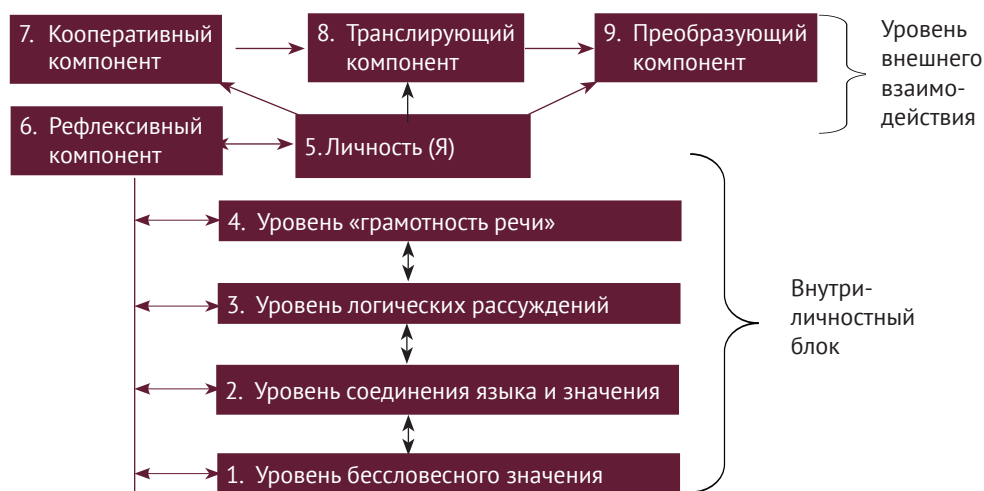 7. Кооперативный
компонент
8. Транслирующий
компонент
9. Преобразующий
компонент
Уровень
внешнего
взаимо-
действия
6. Рефлексивный
компонент
5. Личность (Я)
4. Уровень «грамотность речи»
3. Уровень логических рассуждений
2. Уровень соединения языка и значения
1. Уровень бессловесного значения
Внутри-
личностный
блок